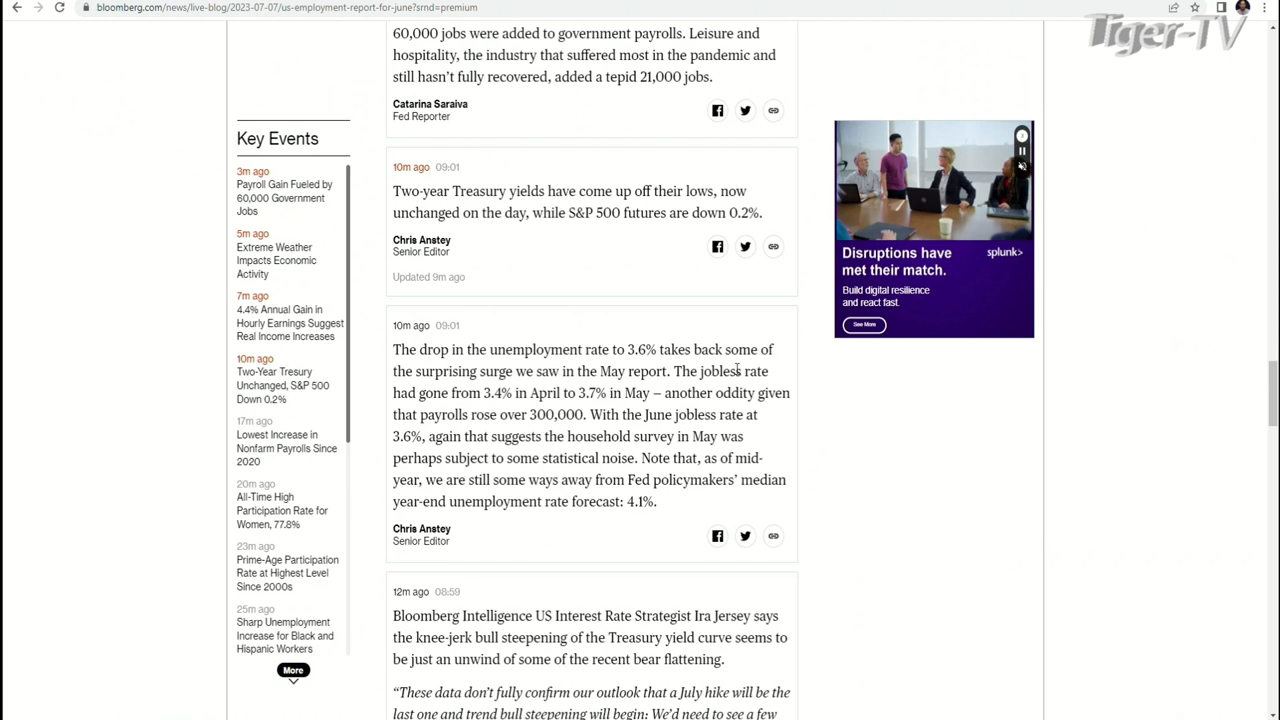 bloomberg.com/news/live-blog/2023-07-07/us-employment-report-for-june?srnd=premium
Tiger-TV
60,000 jobs were added to government payrolls. Leisure and
hospitality, the industry that suffered most in the pandemic and
still hasn't fully recovered, added a tepid 21,000 jobs.
Catarina Saraiva
Fed Reporter
Key Events
3m ago
Payroll Gain Fueled by
60,000 Government
Jobs
5m ago
Extreme Weather
Impacts Economic
Activity
7m ago
4.4% Annual Gain in
Hourly Earnings Suggest
Real Income Increases
10m ago
Two-Year Tresury
Unchanged, S&P 500
Down 0.2%
17m ago
Lowest Increase in
Nonfarm Payrolls Since
2020
20m ago
All-Time High
Participation Rate for
Women, 77.8%
23m ago
Prime-Age Participation
Rate at Highest Level
Since 2000s
25m ago
Sharp Unemployment
Increase for Black and
Hispanic Workers
More
10m ago 09:01
Two-year Treasury yields have come up off their lows, now
unchanged on the day, while S&P 500 futures are down 0.2%.
Chris Anstey
Senior Editor
Updated 9m ago
10m ago 09:01
The drop in the unemployment rate to 3.6% takes back some of
the surprising surge we saw in the May report. The jobless rate
had gone from 3.4% in April to 3.7% in May – another oddity given
that payrolls rose over 300,000. With the June jobless rate at
3.6%, again that suggests the household survey in May was
perhaps subject to some statistical noise. Note that, as of mid-
year, we are still some ways away from Fed policymakers' median
year-end unemployment rate forecast: 4.1%.
Chris Anstey
Senior Editor
12m ago 08:59
Bloomberg Intelligence US Interest Rate Strategist Ira Jersey says
the knee-jerk bull steepening of the Treasury yield curve seems to
be just an unwind of some of the recent bear flattening.
“These data don't fully confirm our outlook that a July hike will be the
last one and trend bull steepening will begin: We'd need to see a few
Disruptions have
met their match.
splunk>
Build digital resilience
and react fast.
See More